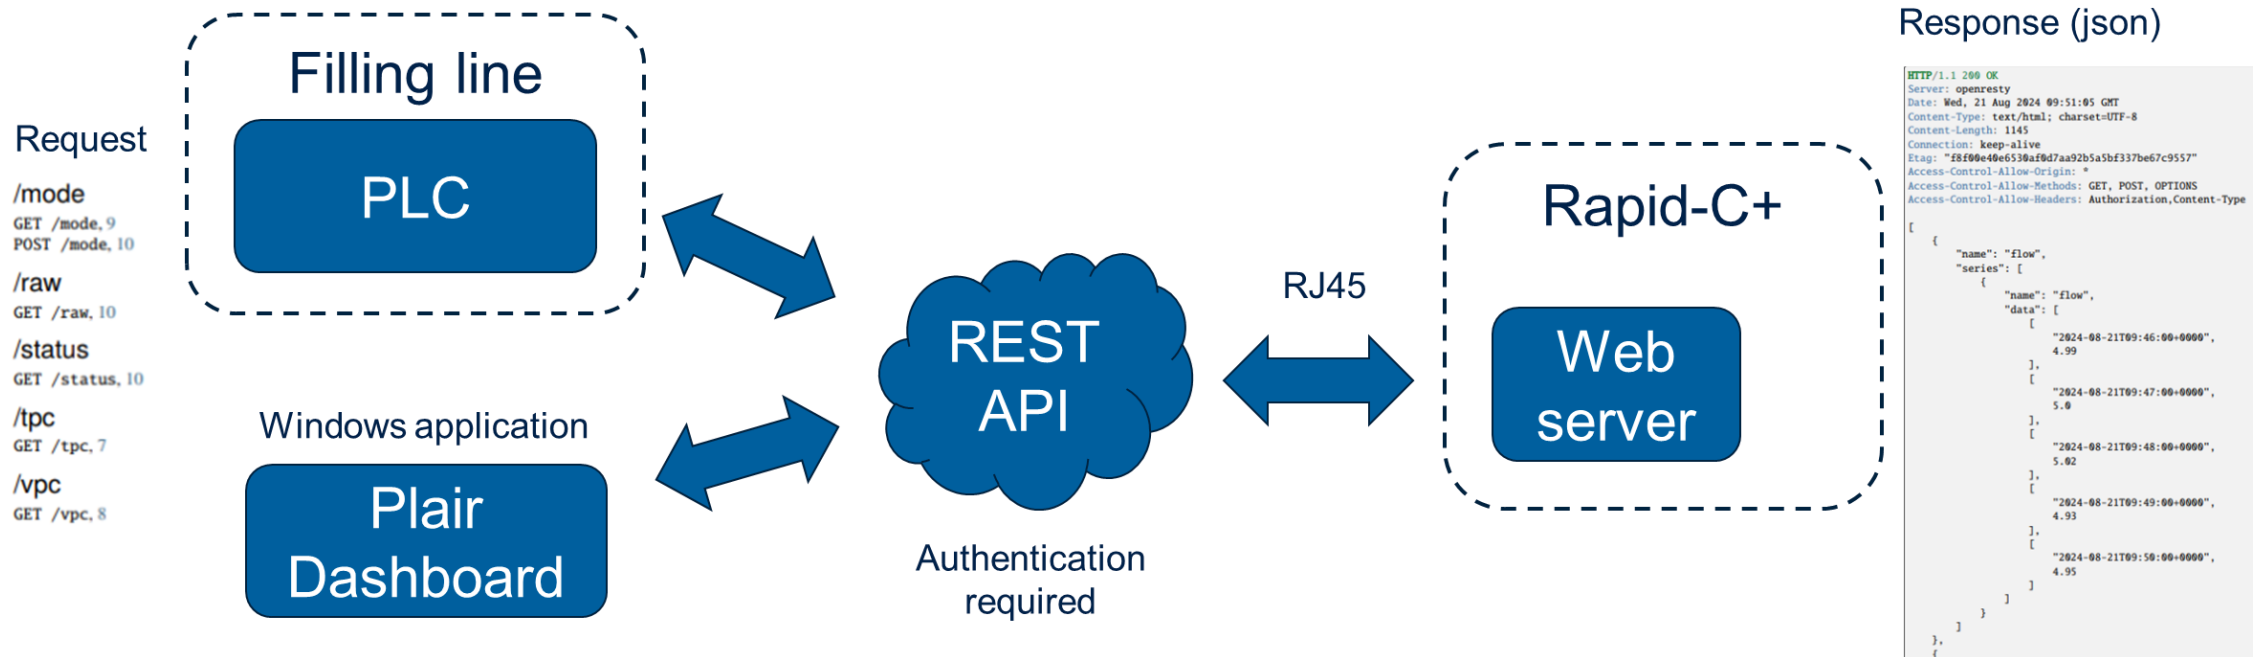 Request
/mode
GET /mode, 9
POST /mode, 10
/raw
GET /raw, 10
/status
GET /status, 10
/tpc
GET /tpc, 7
/vpc
GET /vpc, 8
Filling line
PLC
Windows application
Plair
Dashboard
REST
API
Authentication
required
RJ45
Rapid-C+
Web
server
Response (json)
HTTP/1.1 200 OK
Server: openresty
Date: Wed, 21 Aug 2024 09:51:05 GMT
Content-Type: text/html; charset=UTF-8
Content-Length: 1145
Connection: keep-alive
Etag: "f8f00e40e6530af0d7aa92b5a5bf337be67c9557"
Access-Control-Allow-Origin: *
Access-Control-Allow-Methods: GET, POST, OPTIONS
Access-Control-Allow-Headers: Authorization,Content-Type
[
{
"name": "flow",
"series": [
{
"name": "flow",
"data": [
[
"2024-08-21T09:46:00+0000",
4.99
],
[
"2024-08-21T09:47:00+0000",
5.0
],
[
"2024-08-21T09:48:00+0000",
5.02
],
[
"2024-08-21T09:49:00+0000",
4.93
],
[
"2024-08-21T09:50:00+0000",
4.95
]
]
}
]
},
{